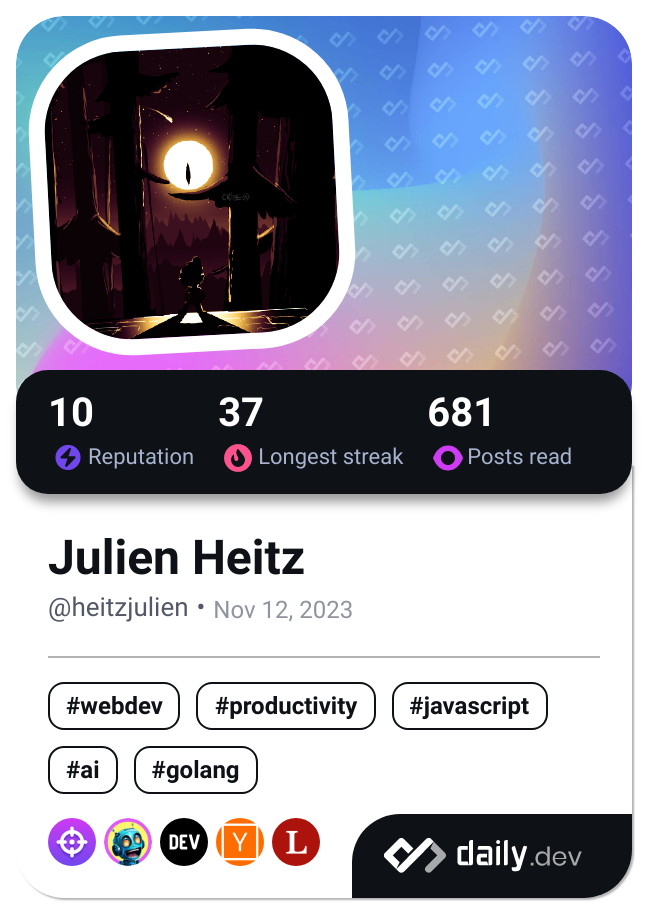 10 37 681
Reputation Longest streak Posts read
Julien Heitz
@heitzjulien • Nov 12, 2023
#webdev #productivity #javascript
#ai #golang
DEV Y L
daily.dev